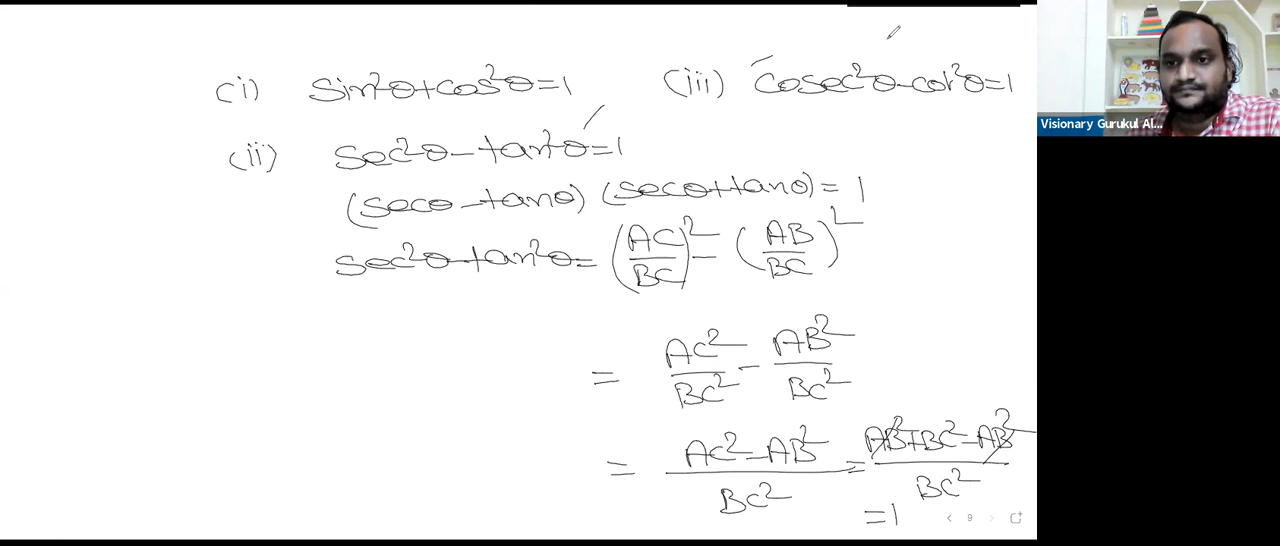 (i) sin²θ+cos²θ=1 (iii) cosec²θ-cot²θ=1
(ii) sec²θ-tan²θ=1
(secθ-tanθ) (secθ+tanθ)=1
sec²θ-tan²θ= (AC/BC)² - (AB/BC)²
= AC²/BC² - AB²/BC²
= AC²-AB²/BC² = AB²+BC²-AB²/BC²
=1
9
Visionary Gurukul Al...